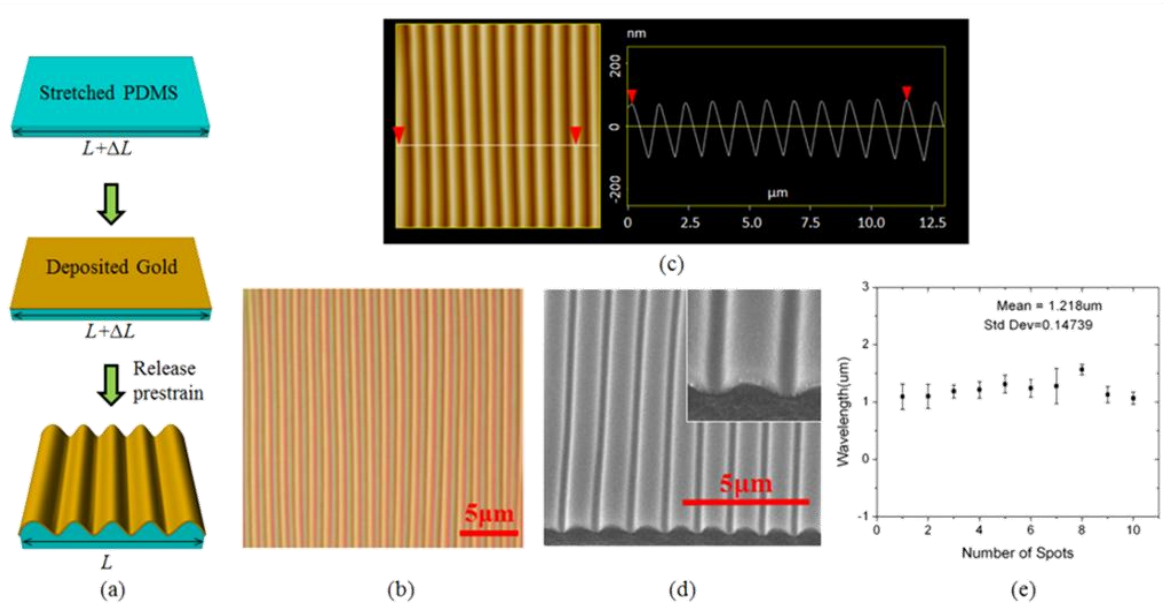 Stretched PDMS
L+ΔL
Deposited Gold
L+ΔL
Release
prestrain
L
(a)
nm
200
0
-200
μm
0 2.5 5.0 7.5 10.0 12.5
(c)
5μm
(b)
5μm
(d)
Mean = 1.218um
Std Dev=0.14739
3
2
1
0
-1
Wavelength(um)
0 2 4 6 8 10
Number of Spots
(e)